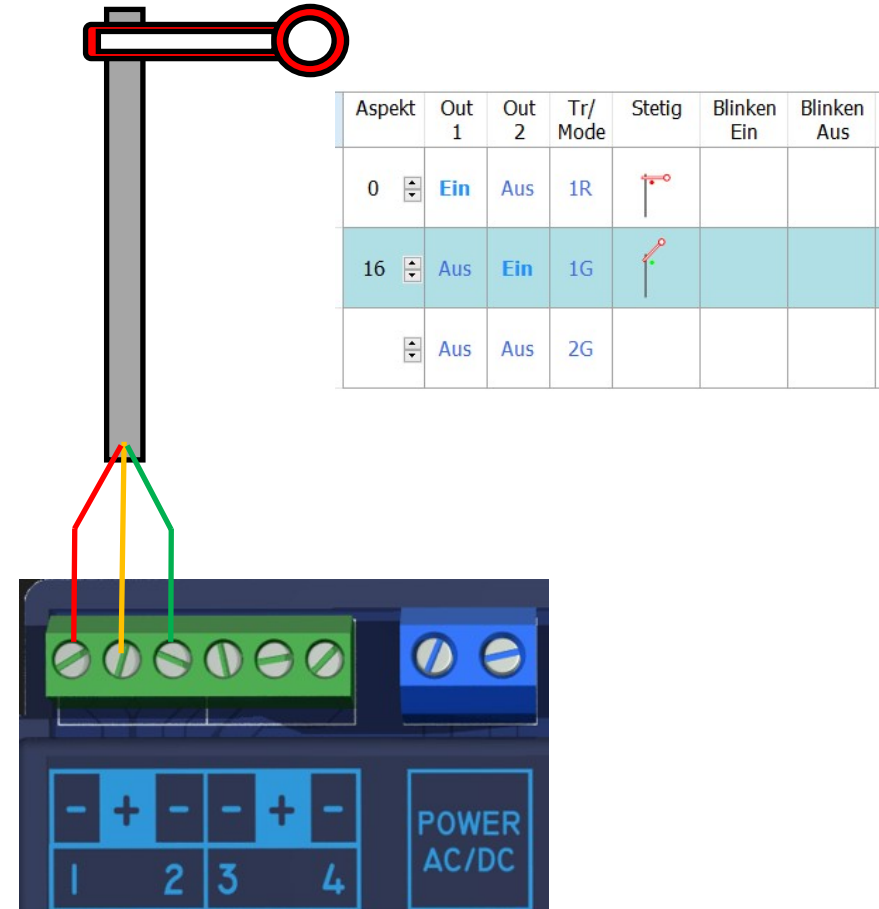 Aspekt Out 1 Out 2 Tr/ Mode Stetig Blinken Ein Blinken Aus
0 Ein Aus 1R
16 Aus Ein 1G
Aus Aus 2G
- + - - + -
1 2 3 4
POWER
AC/DC